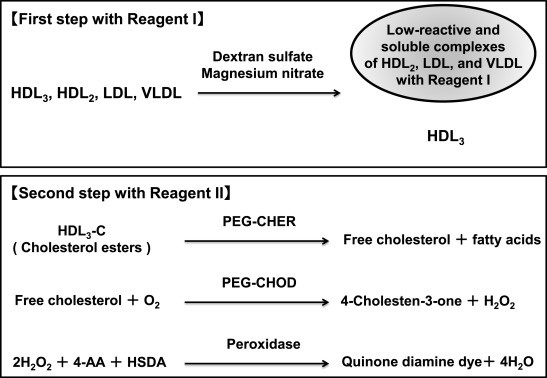 【First step with Reagent I】
Low-reactive and
soluble complexes
of HDL₂, LDL, and VLDL
with Reagent I
Dextran sulfate
Magnesium nitrate
HDL₃, HDL₂, LDL, VLDL
HDL₃
【Second step with Reagent II】
HDL₃-C
( Cholesterol esters )
PEG-CHER
Free cholesterol + fatty acids
Free cholesterol + O₂
PEG-CHOD
4-Cholesten-3-one + H₂O₂
2H₂O₂ + 4-AA + HSDA
Peroxidase
Quinone diamine dye+ 4H₂O